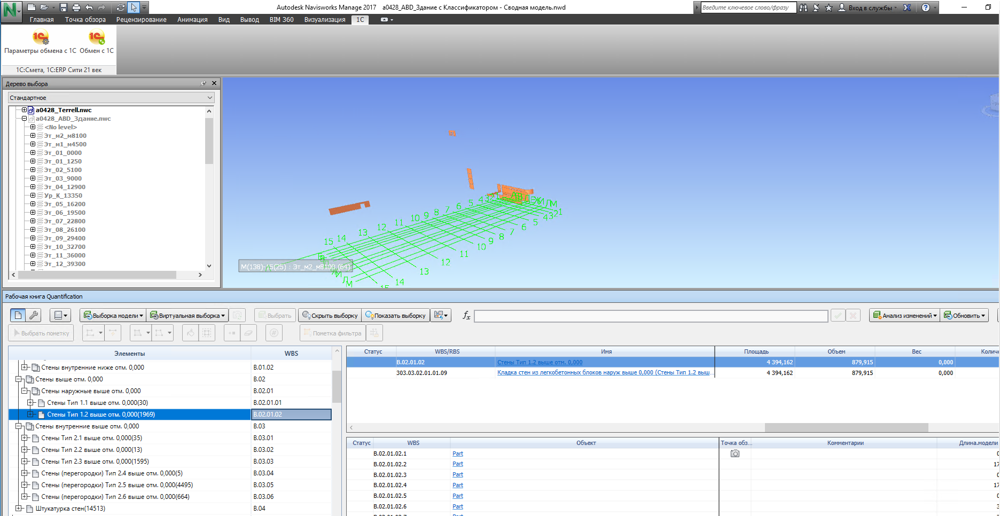 Autodesk Navisworks Manage 2017 a0428_ABD_Здание с Классификатором - Сводная модель.nwd
Введите ключевое слово/фразу
Вход в службы
Главная Точка обзора Рецензирование Анимация Вид Вывод BIM 360 Визуализация 1С
Параметры обмена с 1С Обмен с 1С
1С:Смета, 1С:ERP Сити 21 век
Дерево выбора
Стандартное
a0428_Terrell.nwc
a0428_ABD_Здание.nwc
<No level>
Эт_м2_м8100
Эт_м1_м4500
Эт_01_0000
Эт_01_1250
Эт_02_5100
Эт_03_9000
Эт_04_12900
Ур_К_13350
Эт_05_16200
Эт_06_19500
Эт_07_22800
Эт_08_26100
Эт_09_29400
Эт_10_32700
Эт_11_36000
Эт_12_39300
15 14 13 12 11 10 9 8 7 6 5 4 3
М
1
2
3
4
5
6
7
8
9
10
11
12
13
14
15
Л
М
М(138)-15(25) : Эт_м2_м8100 (64)
Рабочая книга Quantification
Выборка модели Виртуальная выборка Выбрать Скрыть выборку Показать выборку fx Анализ изменений Обновить
Выбрать пометку Пометка фильтра
Элементы WBS
Стены внутренние ниже отм. 0,000 B.01.02
Стены выше отм. 0,000 B.02
Стены наружные выше отм. 0,000 B.02.01
Стены Тип 1.1 выше отм. 0,000(30) B.02.01.01
Стены Тип 1.2 выше отм. 0,000(1969) B.02.01.02
Стены внутренние выше отм. 0,000 B.03
Стены Тип 2.1 выше отм. 0,000(35) B.03.01
Стены Тип 2.2 выше отм. 0,000(13) B.03.02
Стены Тип 2.3 выше отм. 0,000(1595) B.03.03
Стены (перегородки) Тип 2.4 выше отм. 0,000(5) B.03.04
Стены (перегородки) Тип 2.5 выше отм. 0,000(4495) B.03.05
Стены (перегородки) Тип 2.6 выше отм. 0,000(664) B.03.06
Штукатурка стен(14513) B.04
Статус WBS/RBS Имя Площадь Объем Вес Количе
B.02.01.02 Стены Тип 1.2 выше отм. 0,000 4 394,162 879,915 0,000
303.03.02.01.01.09 Кладка стен из легкобетонных блоков наруж выше 0,000 (Стены Тип 1.2 выш... 4 394,162 879,915 0,000
Статус WBS Объект Точка обз... Комментарии Длина.модели
B.02.01.02.1 Part 0
B.02.01.02.2 Part 17
B.02.01.02.3 Part 0
B.02.01.02.4 Part 17
B.02.01.02.5 Part 0
B.02.01.02.6 Part 3